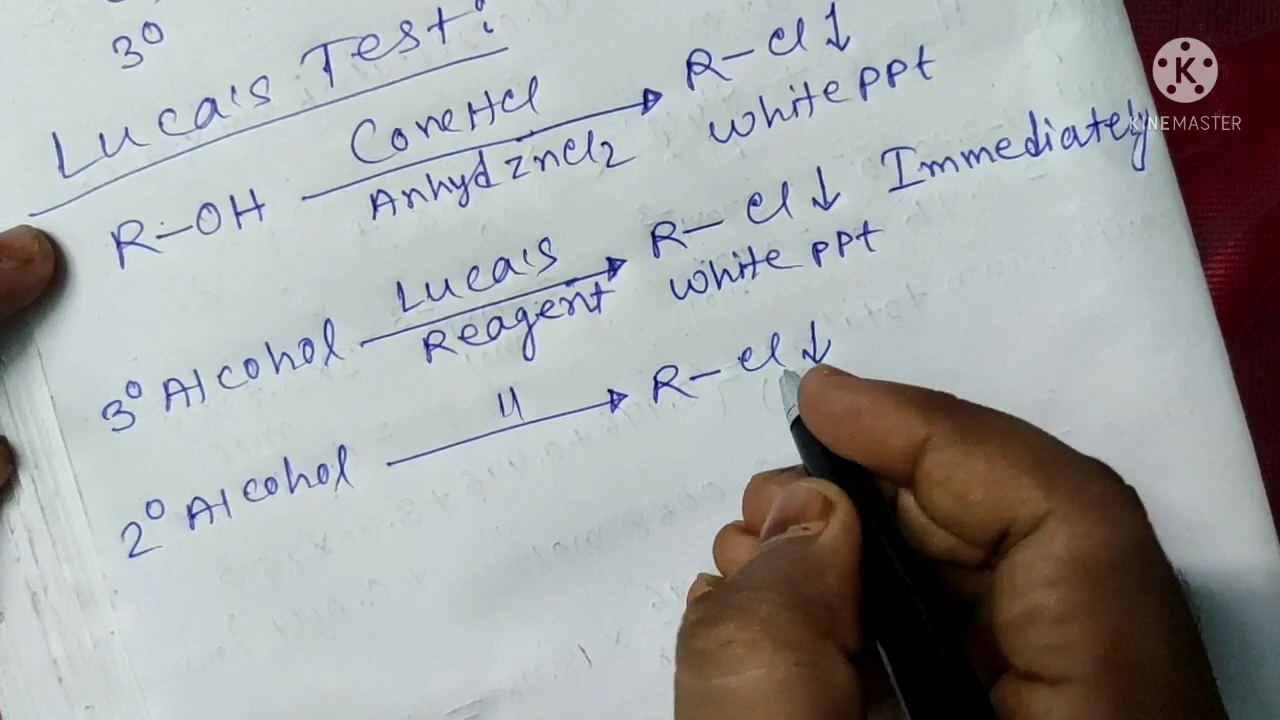 3°
Lucas's Test:
R-OH Conc HCl Anhyd ZnCl2 R-Cl↓
White ppt
3° Alcohol Lucas's Reagent R-Cl↓ Immediately
White ppt
2° Alcohol 11 R-Cl↓
K
KINEMASTER